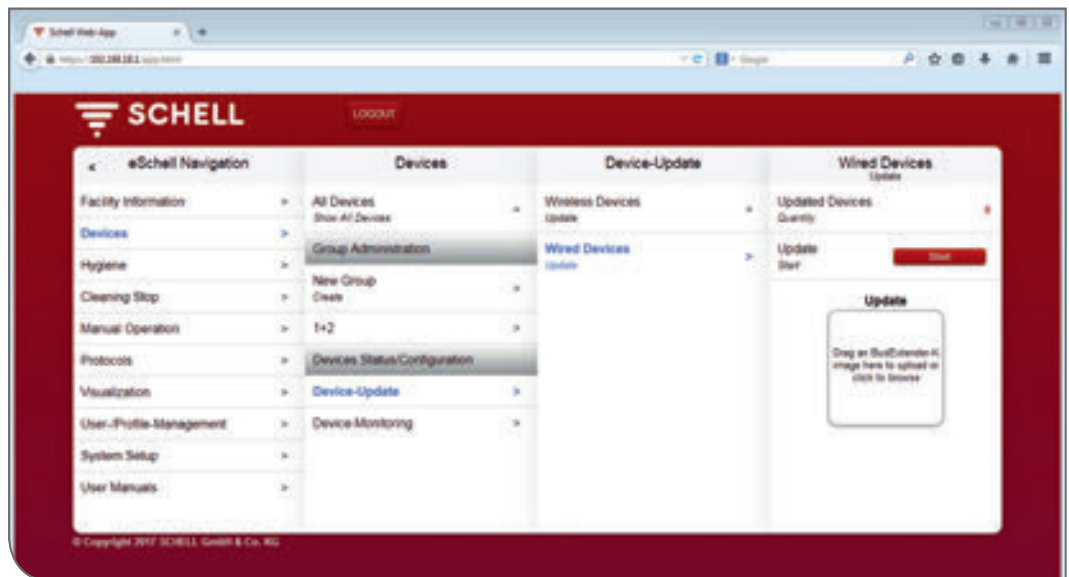 Schell Web-App
SCHELL
LOGOUT
eSchell Navigation
Facility Information
Devices
Hygiene
Cleaning Stop
Manual Operation
Protocols
Visualization
User-/Profile-Management
System Setup
User Manuals
Devices
All Devices
Show All Devices
Group Administration
New Group
Create
1+2
Devices Status/Configuration
Device-Update
Device-Monitoring
Device-Update
Wireless Devices
Update
Wired Devices
Update
Wired Devices
Update
Updated Devices
Quantity
Update
Start
Start
Update
Drag an BusExtender-K
image here to upload or
click to browse
© Copyright 2017 SCHELL GmbH & Co. KG